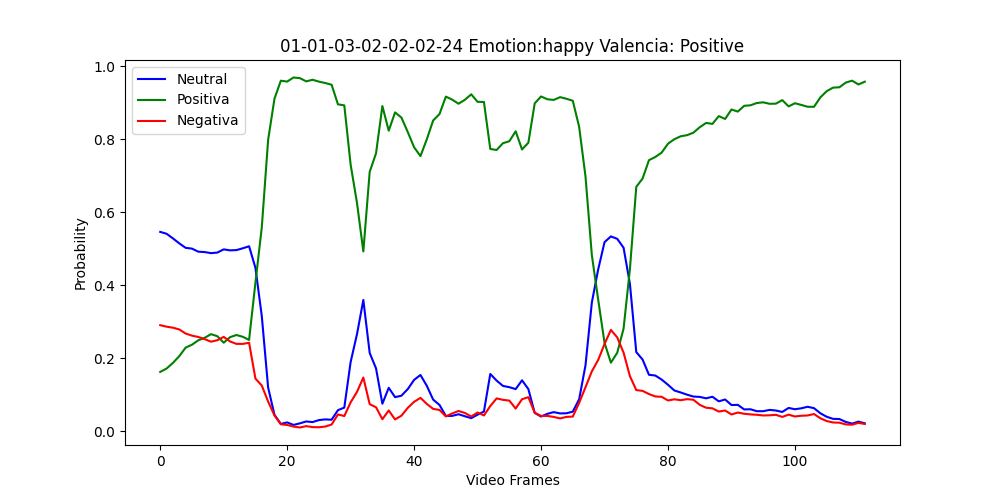 01-01-03-02-02-02-24 Emotion:happy Valencia: Positive
Neutral
Positiva
Negativa
1.0
0.8
0.6
0.4
0.2
0.0
Probability
0 20 40 60 80 100
Video Frames